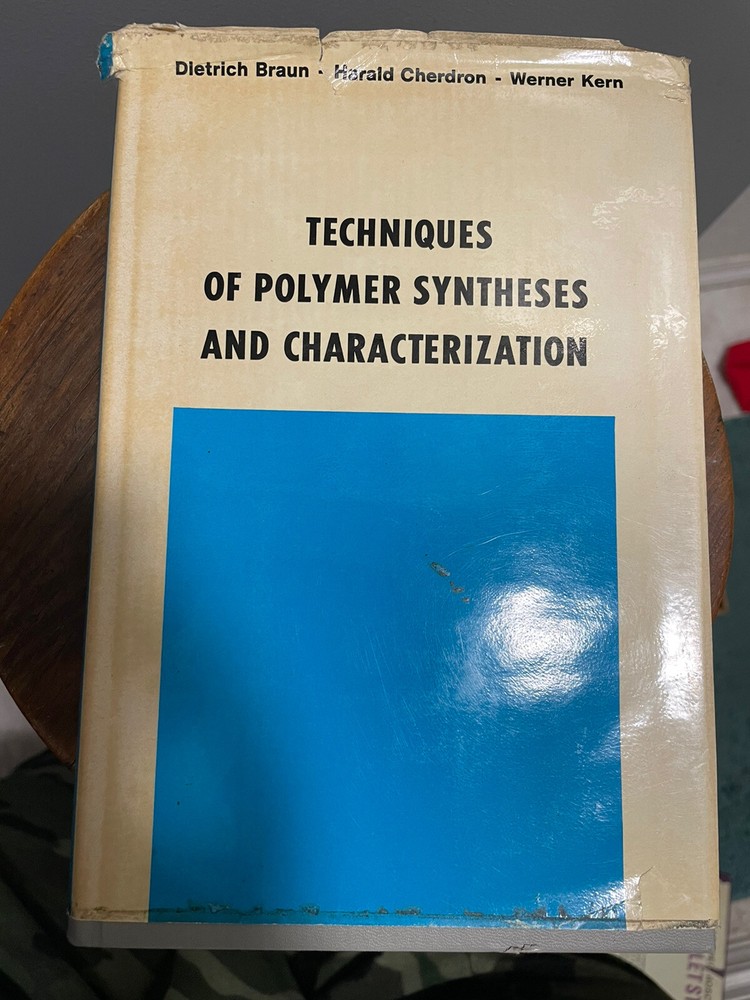 Dietrich Braun · Harald Cherdron - Werner Kern
TECHNIQUES
OF POLYMER SYNTHESES
AND CHARACTERIZATION